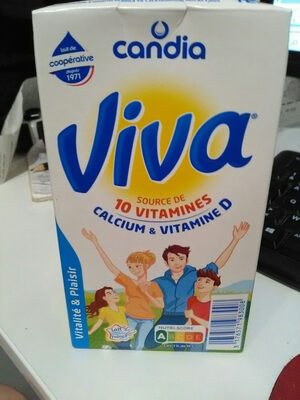 candia
lait de
coopérative
depuis
1971
Viva®
SOURCE DE
10 VITAMINES
CALCIUM & VITAMINE D
Vitalité & Plaisir
NUTRI-SCORE
A B C D E